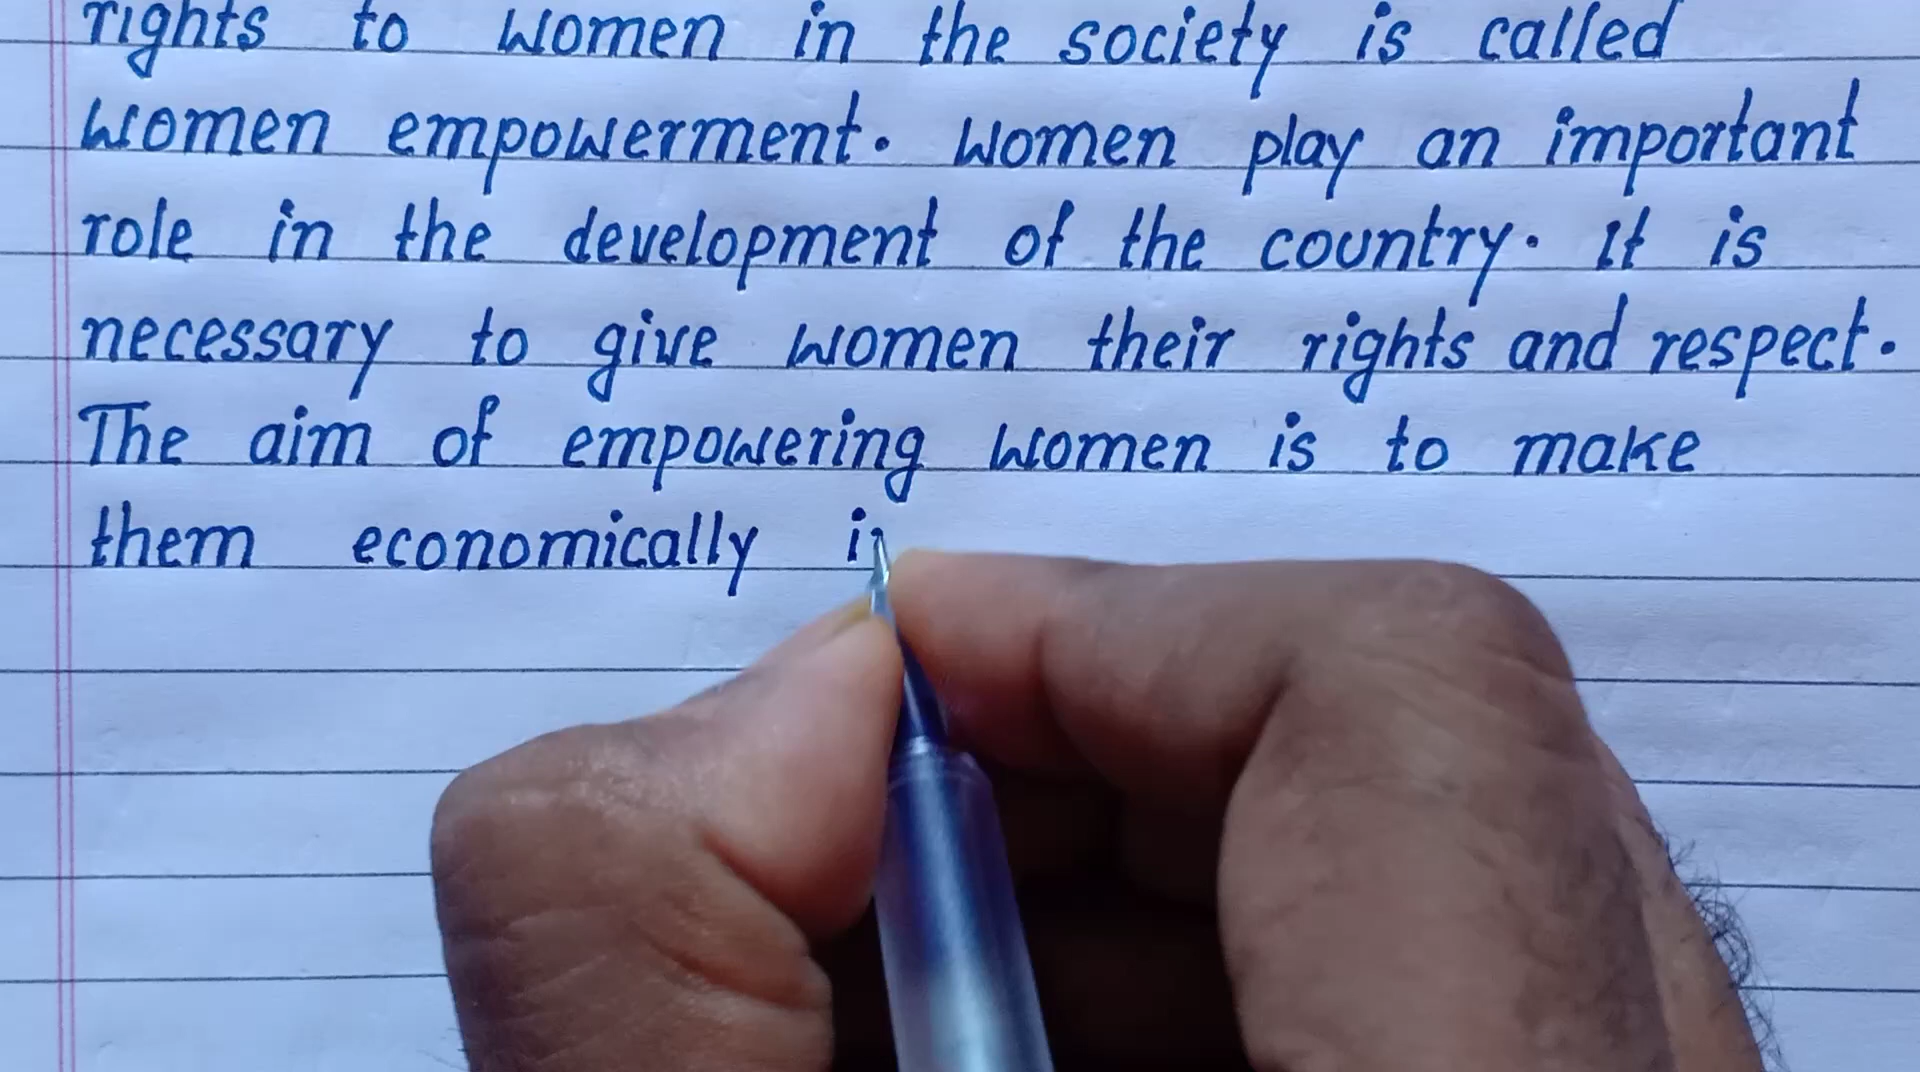 rights to women in the society is called
women empowerment. Women play an important
role in the development of the country. It is
necessary to give women their rights and respect.
The aim of empowering women is to make
them economically